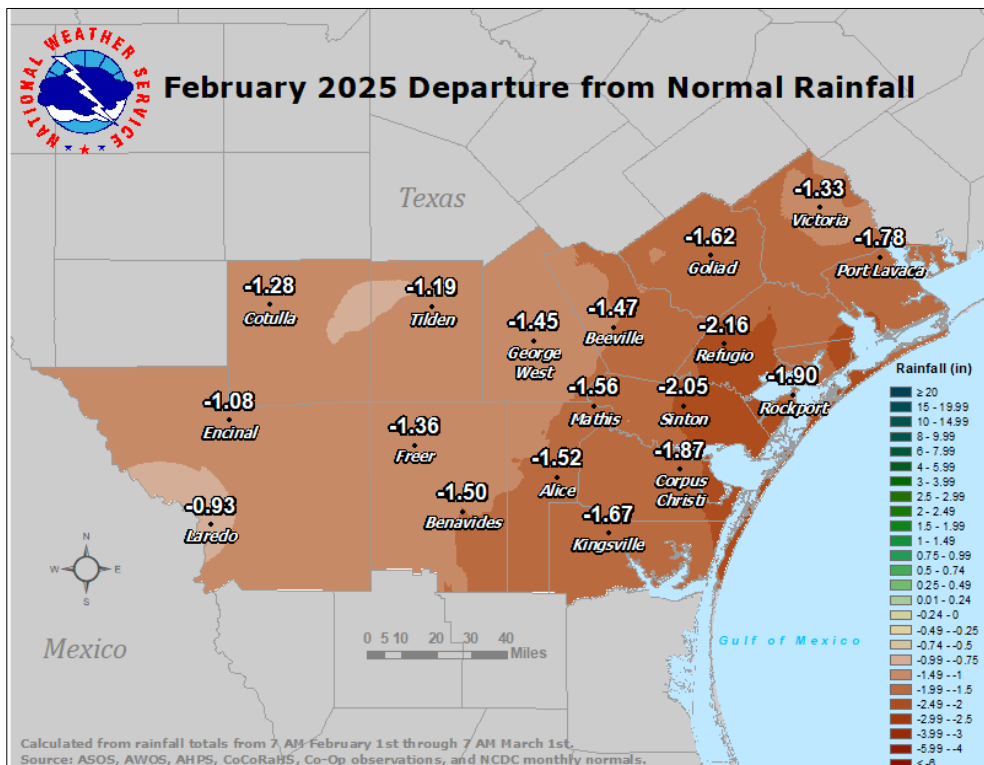 NATIONAL WEATHER SERVICE
February 2025 Departure from Normal Rainfall
Texas
-1.33
Victoria
-1.62
Goliad
-1.78
Port Lavaca
-1.28
Cotulla
-1.19
Tilden
-1.45
George
West
-1.47
Beeville
-2.16
Refugio
-1.08
Encinal
-1.56
Mathis
-2.05
Sinton
-1.90
Rockport
-1.36
Freer
-1.52
Alice
-1.87
Corpus
Christi
-0.93
Laredo
-1.50
Benavides
-1.67
Kingsville
N
W E
S
Mexico
0 5 10 20 30 40
Miles
Gulf of Mexico
Rainfall (in)
≥ 20
15 - 19.99
10 - 14.99
8 - 9.99
6 - 7.99
4 - 5.99
3 - 3.99
2.5 - 2.99
2 - 2.49
1.5 - 1.99
1 - 1.49
0.75 - 0.99
0.5 - 0.74
0.25 - 0.49
0.01 - 0.24
-0.24 - 0
-0.49 - -0.25
-0.74 - -0.5
-0.99 - -0.75
-1.49 - -1
-1.99 - -1.5
-2.49 - -2
-2.99 - -2.5
-3.99 - -3
-5.99 - -4
≤ -6
Calculated from rainfall totals from 7 AM February 1st through 7 AM March 1st.
Source: ASOS, AWOS, AHPS, CoCoRaHS, Co-Op observations, and NCDC monthly normals.